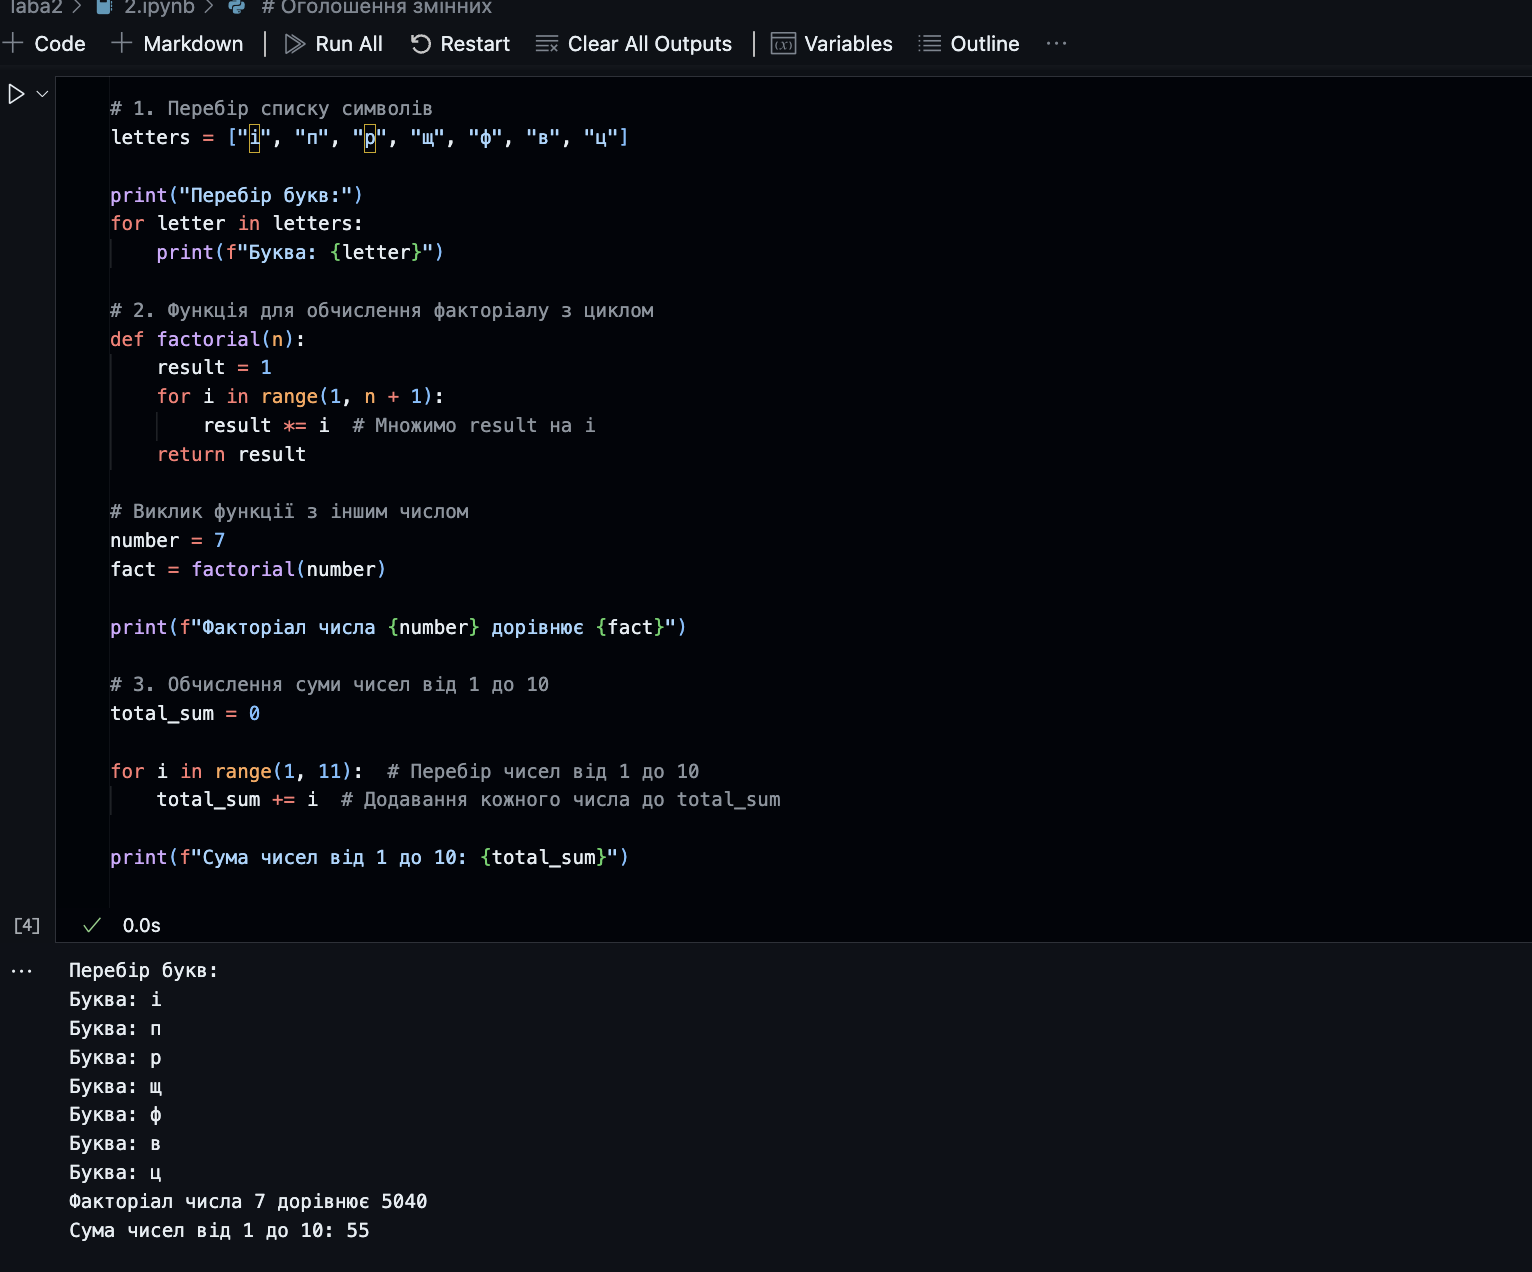 laba2 > 2.ipynb > # Оголошення змінних
Code Markdown Run All Restart Clear All Outputs Variables Outline ...
# 1. Перебір списку символів
letters = ["і", "п", "р", "щ", "ф", "в", "ц"]
print("Перебір букв:")
for letter in letters:
print(f"Буква: {letter}")
# 2. Функція для обчислення факторіалу з циклом
def factorial(n):
result = 1
for i in range(1, n + 1):
result *= i  # Множимо result на i
return result
# Виклик функції з іншим числом
number = 7
fact = factorial(number)
print(f"Факторіал числа {number} дорівнює {fact}")
# 3. Обчислення суми чисел від 1 до 10
total_sum = 0
for i in range(1, 11):  # Перебір чисел від 1 до 10
total_sum += i  # Додавання кожного числа до total_sum
print(f"Сума чисел від 1 до 10: {total_sum}")
[4] ✓ 0.0s
... Перебір букв:
Буква: і
Буква: п
Буква: р
Буква: щ
Буква: ф
Буква: в
Буква: ц
Факторіал числа 7 дорівнює 5040
Сума чисел від 1 до 10: 55